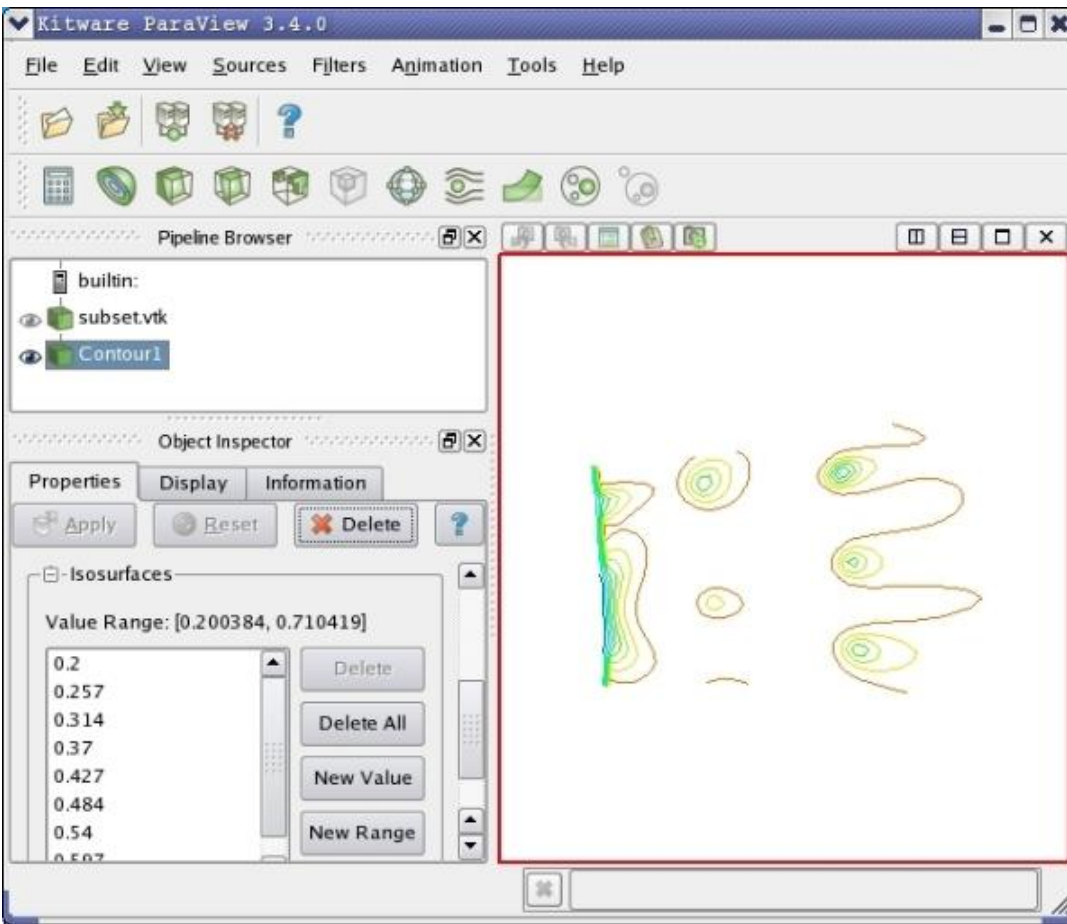 Kitware ParaView 3.4.0
File Edit View Sources Filters Animation Tools Help
?
Pipeline Browser
builtin:
subset.vtk
Contour1
Object Inspector
Properties Display Information
Apply Reset Delete ?
Isosurfaces
Value Range: [0.200384, 0.710419]
0.2
0.257
0.314
0.37
0.427
0.484
0.54
0.597
Delete
Delete All
New Value
New Range